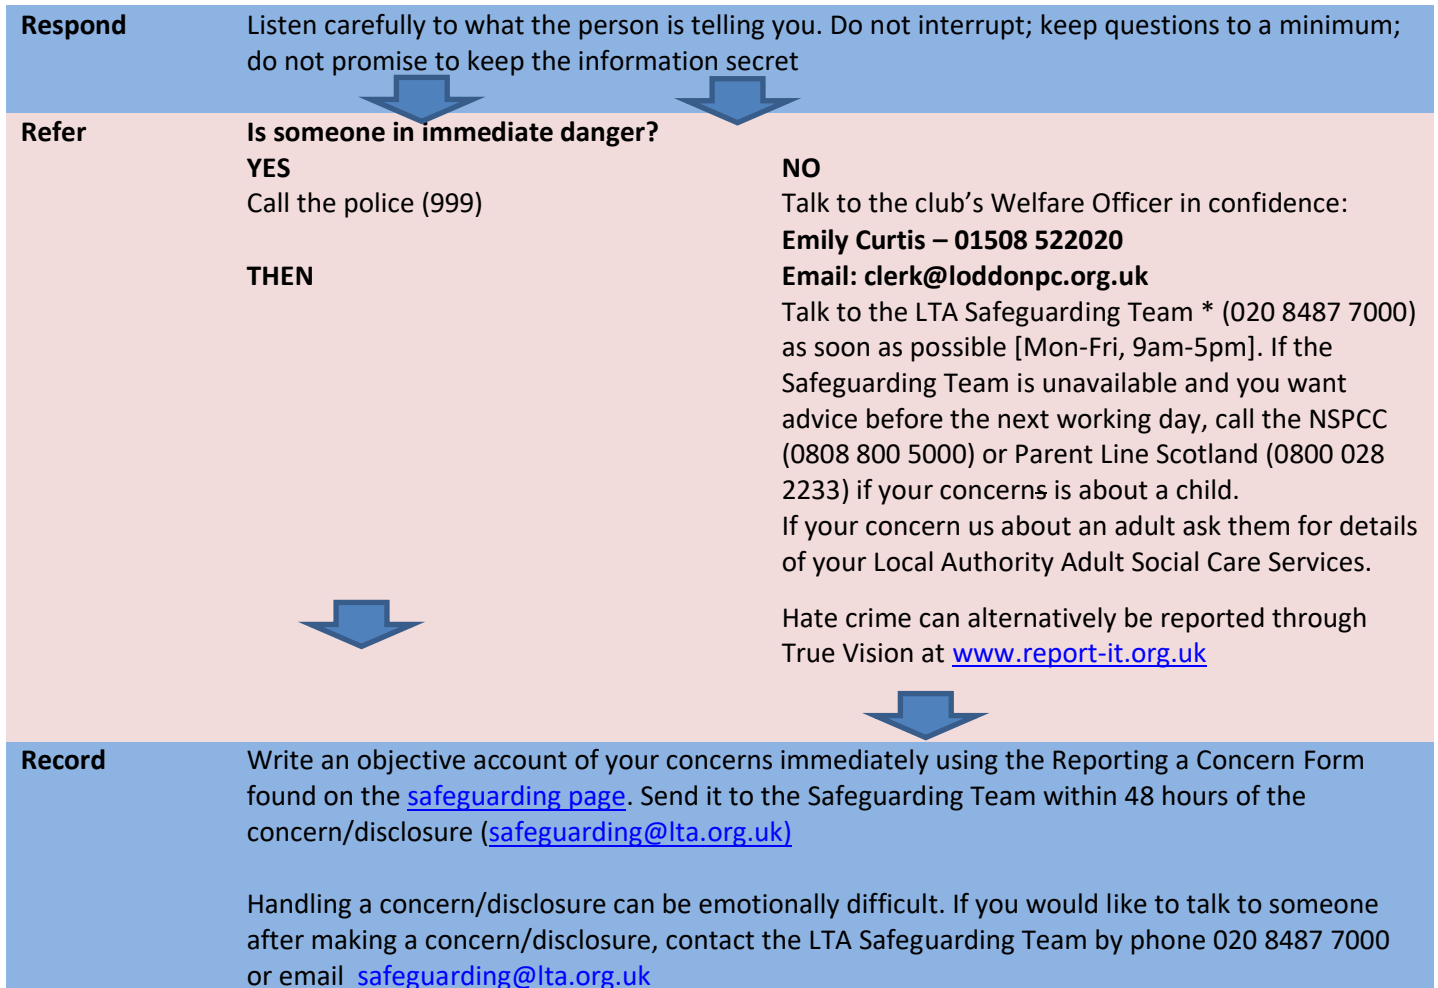 Respond
Listen carefully to what the person is telling you. Do not interrupt; keep questions to a minimum;
do not promise to keep the information secret
Refer
Is someone in immediate danger?
YES
Call the police (999)
THEN
NO
Talk to the club’s Welfare Officer in confidence:
Emily Curtis – 01508 522020
Email: clerk@loddonpc.org.uk
Talk to the LTA Safeguarding Team * (020 8487 7000)
as soon as possible [Mon-Fri, 9am-5pm]. If the
Safeguarding Team is unavailable and you want
advice before the next working day, call the NSPCC
(0808 800 5000) or Parent Line Scotland (0800 028
2233) if your concerns is about a child.
If your concern us about an adult ask them for details
of your Local Authority Adult Social Care Services.
Hate crime can alternatively be reported through
True Vision at www.report-it.org.uk
Record
Write an objective account of your concerns immediately using the Reporting a Concern Form
found on the safeguarding page. Send it to the Safeguarding Team within 48 hours of the
concern/disclosure (safeguarding@lta.org.uk)
Handling a concern/disclosure can be emotionally difficult. If you would like to talk to someone
after making a concern/disclosure, contact the LTA Safeguarding Team by phone 020 8487 7000
or email safeguarding@lta.org.uk